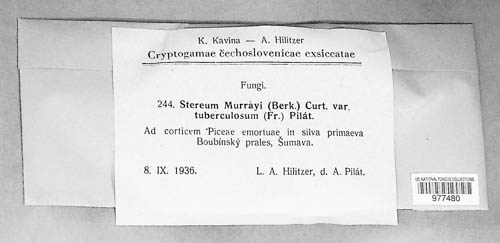 K. Kavina — A. Hilitzer
Cryptogamae čechoslovenicae exsiccatae
Fungi.
244. Stereum Murrayi (Berk.) Curt. var.
tuberculosum (Fr.) Pilát.
Ad corticem Piceae emortuae in silva primaeva
Boubínský prales, Šumava.
8. IX. 1936. L. A. Hilitzer, d. A. Pilát.
US NATIONAL FUNGUS COLLECTIONS
977480